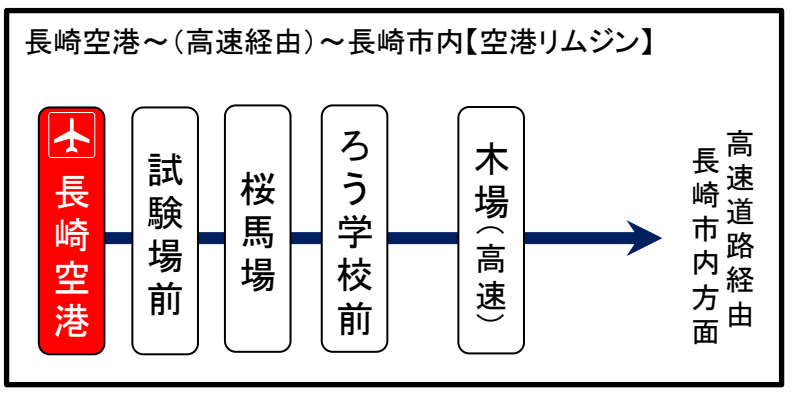 長崎空港～（高速経由）～長崎市内【空港リムジン】
長崎空港
試験場前
桜馬場
ろう学校前
木場（高速）
高速道路経由
長崎市内方面